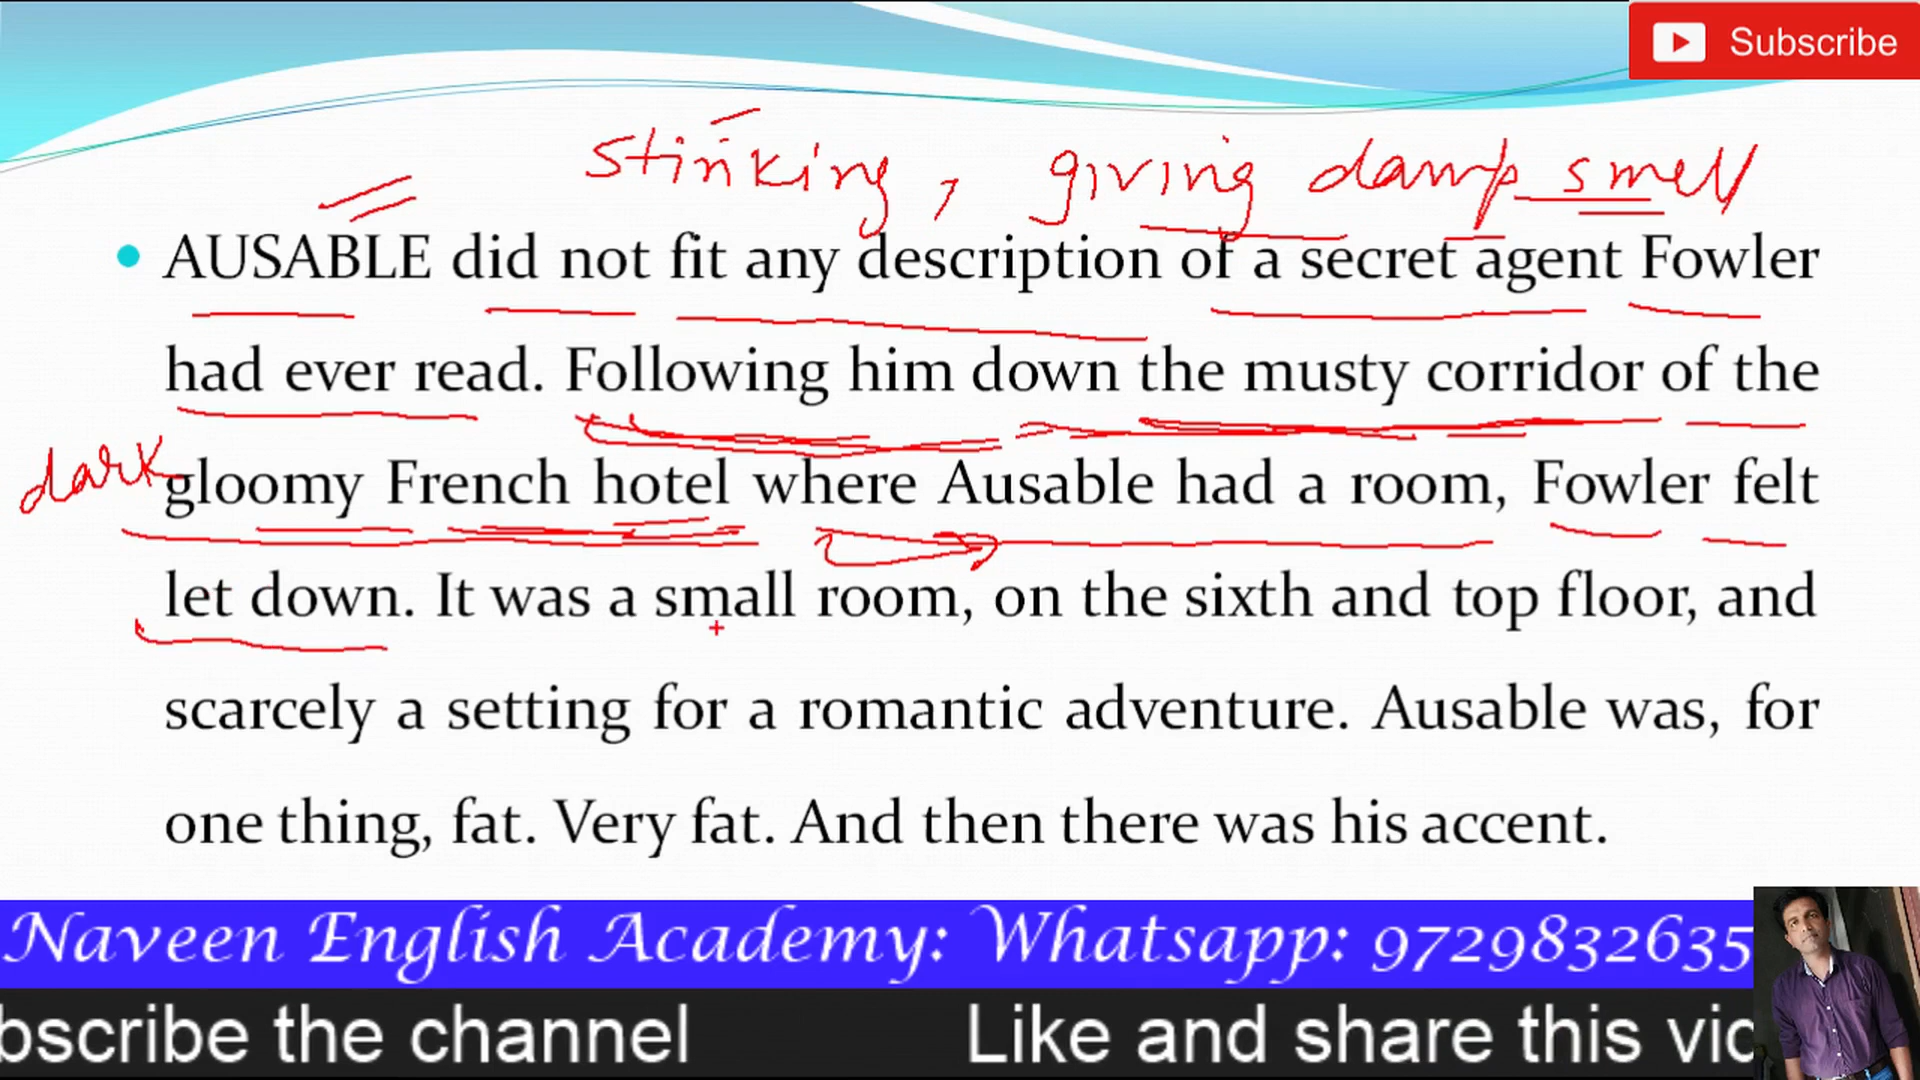 Subscribe
stinking, giving damp smell
AUSABLE did not fit any description of a secret agent Fowler
had ever read. Following him down the musty corridor of the
dark
gloomy French hotel where Ausable had a room, Fowler felt
let down. It was a small room, on the sixth and top floor, and
scarcely a setting for a romantic adventure. Ausable was, for
one thing, fat. Very fat. And then there was his accent.
Naveen English Academy: Whatsapp: 9729832635
bscribe the channel Like and share this vid